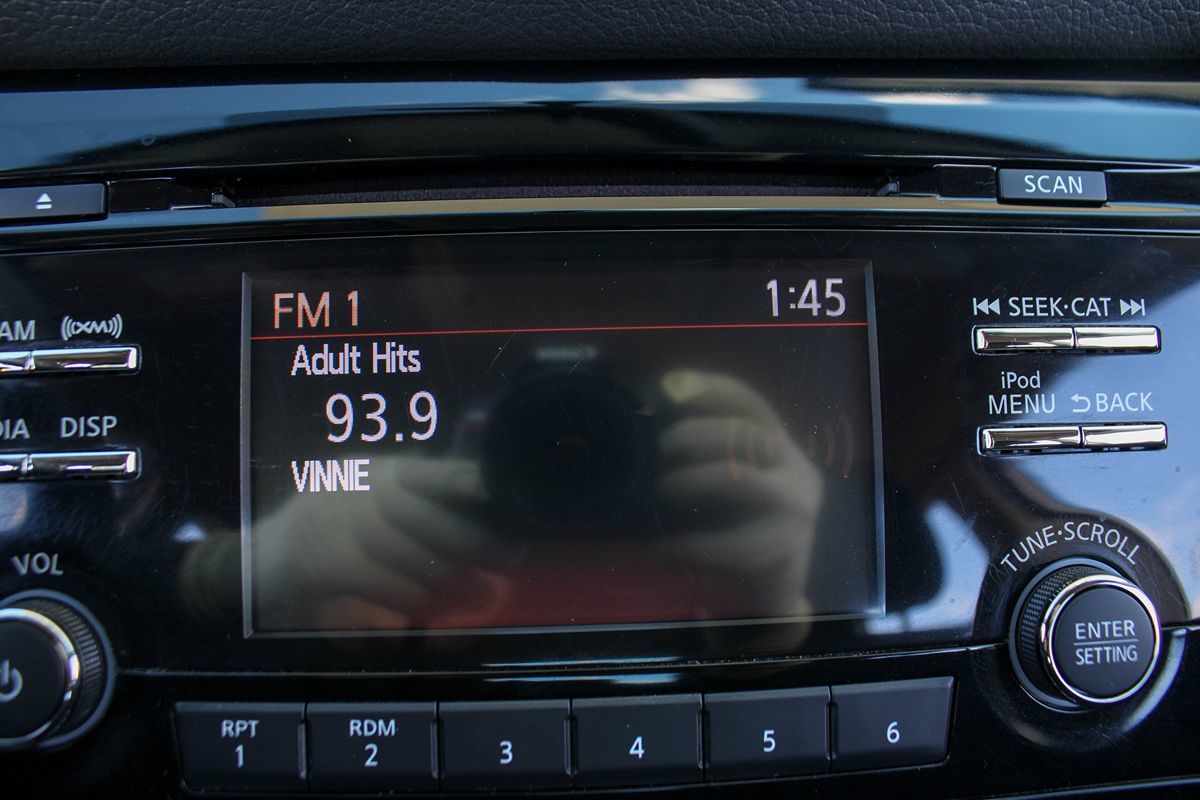 SCAN
FM 1 1:45
Adult Hits
93.9
VINNIE
AM XM
DISP
VOL
SEEK·CAT
iPod
MENU BACK
TUNE·SCROLL
ENTER
SETTING
RPT RDM
1 2 3 4 5 6